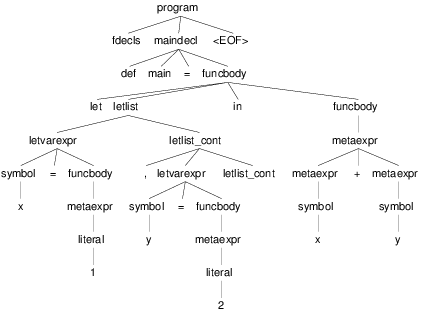 program
fdecls maindecl <EOF>
def main = funcbody
let letlist in funcbody
letvarexpr letlist_cont metaexpr
symbol = funcbody , letvarexpr letlist_cont metaexpr + metaexpr
x metaexpr symbol = funcbody symbol symbol
literal y metaexpr x y
1 literal
2